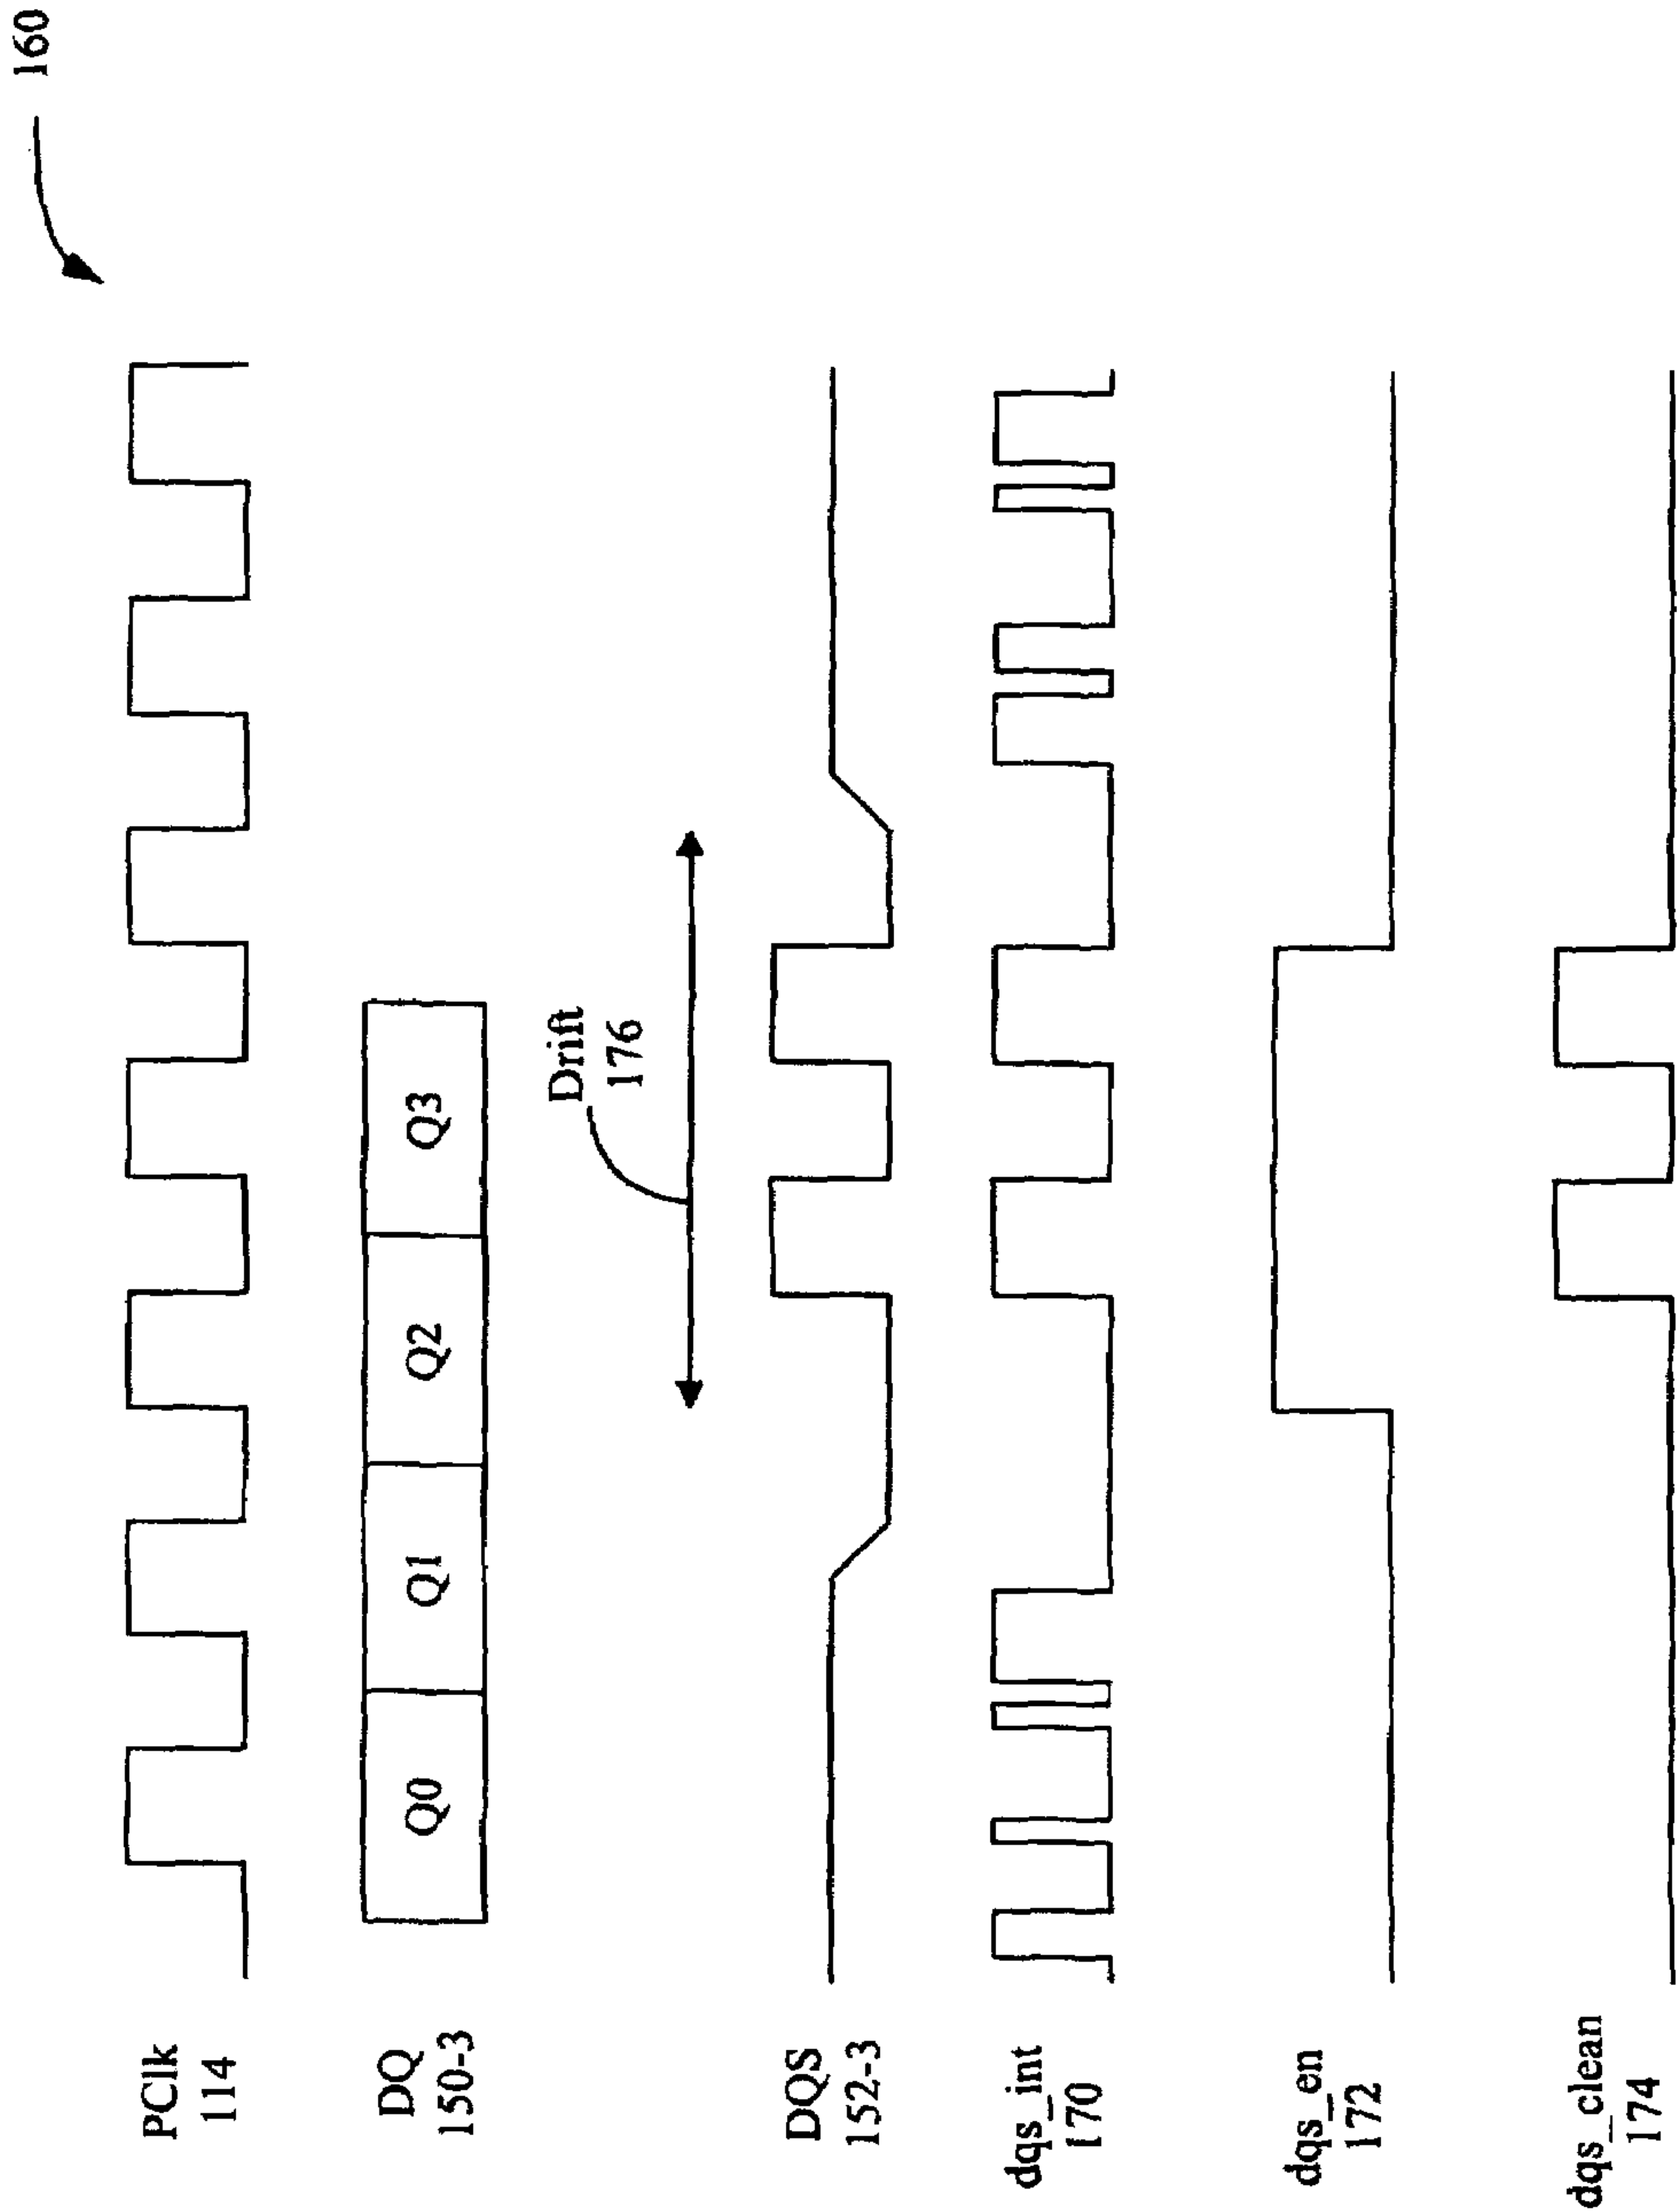 160
PClk
114
DQ
150-3
Q0 Q1 Q2 Q3
Drift
176
DQS
152-3
dqs_int
170
dqs_en
172
dqs_clean
174